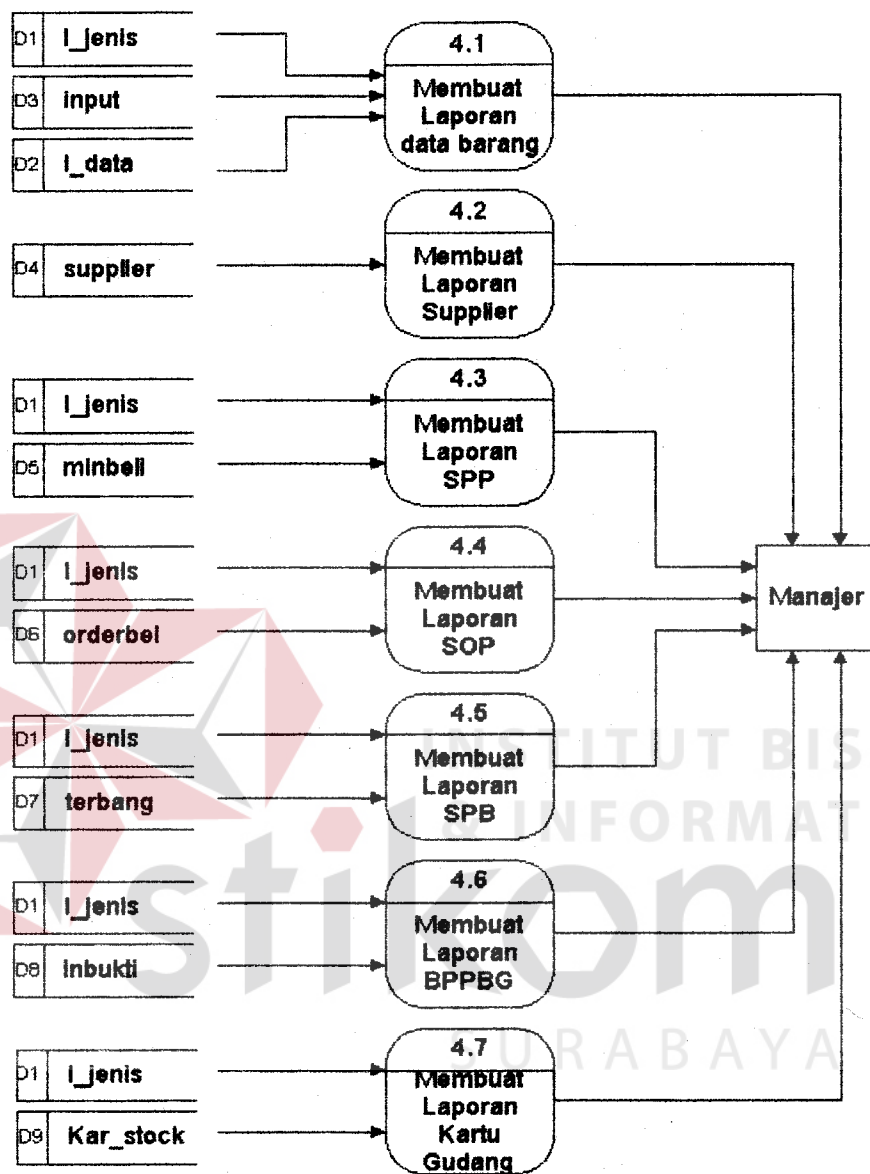 D1 l_jenis
D3 input
D2 l_data
4.1
Membuat
Laporan
data barang
D4 supplier
4.2
Membuat
Laporan
Supplier
D1 l_jenis
D5 minbeli
4.3
Membuat
Laporan
SPP
D1 l_jenis
D6 orderbel
4.4
Membuat
Laporan
SOP
Manajer
D1 l_jenis
D7 terbang
4.5
Membuat
Laporan
SPB
D1 l_jenis
D8 inbukti
4.6
Membuat
Laporan
BPPBG
D1 l_jenis
D9 Kar_stock
4.7
Membuat
Laporan
Kartu
Gudang
INSTITUT BIS
& INFORMAT
stikom
SURABAYA